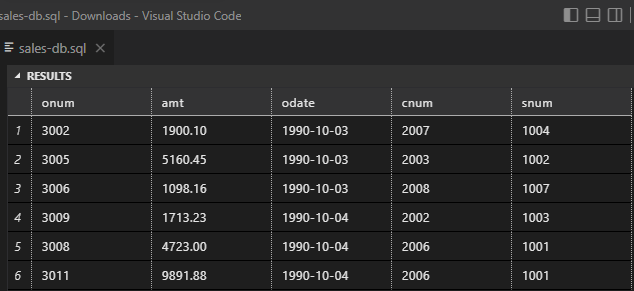 sales-db.sql - Downloads - Visual Studio Code
sales-db.sql
RESULTS
onum amt odate cnum snum
1 3002 1900.10 1990-10-03 2007 1004
2 3005 5160.45 1990-10-03 2003 1002
3 3006 1098.16 1990-10-03 2008 1007
4 3009 1713.23 1990-10-04 2002 1003
5 3008 4723.00 1990-10-04 2006 1001
6 3011 9891.88 1990-10-04 2006 1001